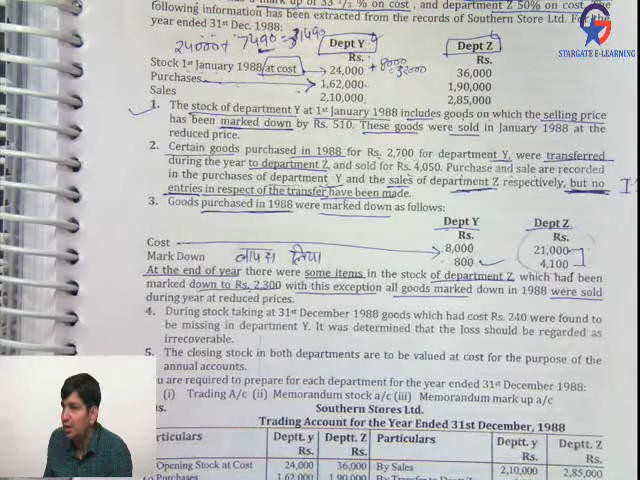 a mark up of 33 1/3 % on cost, and department Z 50% on cost. The
following information has been extracted from the records of Southern Store Ltd. For the
year ended 31st Dec. 1988:
STARGATE E-LEARNING
24000 + 7490 = 31490
Dept Y Dept Z
Rs. Rs.
Stock 1st January 1988 at cost 24,000 + 8000 = 32000 36,000
Purchases 1,62,000 1,90,000
Sales 2,10,000 2,85,000
1. The stock of department Y at 1st January 1988 includes goods on which the selling price
has been marked down by Rs. 510. These goods were sold in January 1988 at the
reduced price.
2. Certain goods purchased in 1988 for Rs. 2,700 for department Y, were transferred
during the year to department Z, and sold for Rs. 4,050. Purchase and sale are recorded
in the purchases of department Y and the sales of department Z respectively, but no
entries in respect of the transfer have been made.
3. Goods purchased in 1988 were marked down as follows:
Dept Y Dept Z
Rs. Rs.
Cost 8,000 21,000
Mark Down वापस लिया 800 4,100
At the end of year there were some items in the stock of department Z, which had been
marked down to Rs. 2,300 with this exception all goods marked down in 1988 were sold
during year at reduced prices.
4. During stock taking at 31st December 1988 goods which had cost Rs. 240 were found to
be missing in department Y. It was determined that the loss should be regarded as
irrecoverable.
5. The closing stock in both departments are to be valued at cost for the purpose of the
annual accounts.
ou are required to prepare for each department for the year ended 31st December 1988:
(i) Trading A/c (ii) Memorandum stock a/c (iii) Memorandum mark up a/c
ns. Southern Stores Ltd.
Trading Account for the Year Ended 31st December, 1988
Particulars Deptt. y Deptt. Z Particulars Deptt. y Deptt. Z
Rs. Rs. Rs. Rs.
Opening Stock at Cost 24,000 36,000 By Sales 2,10,000 2,85,000
Purchases 1,62,000 1,90,000